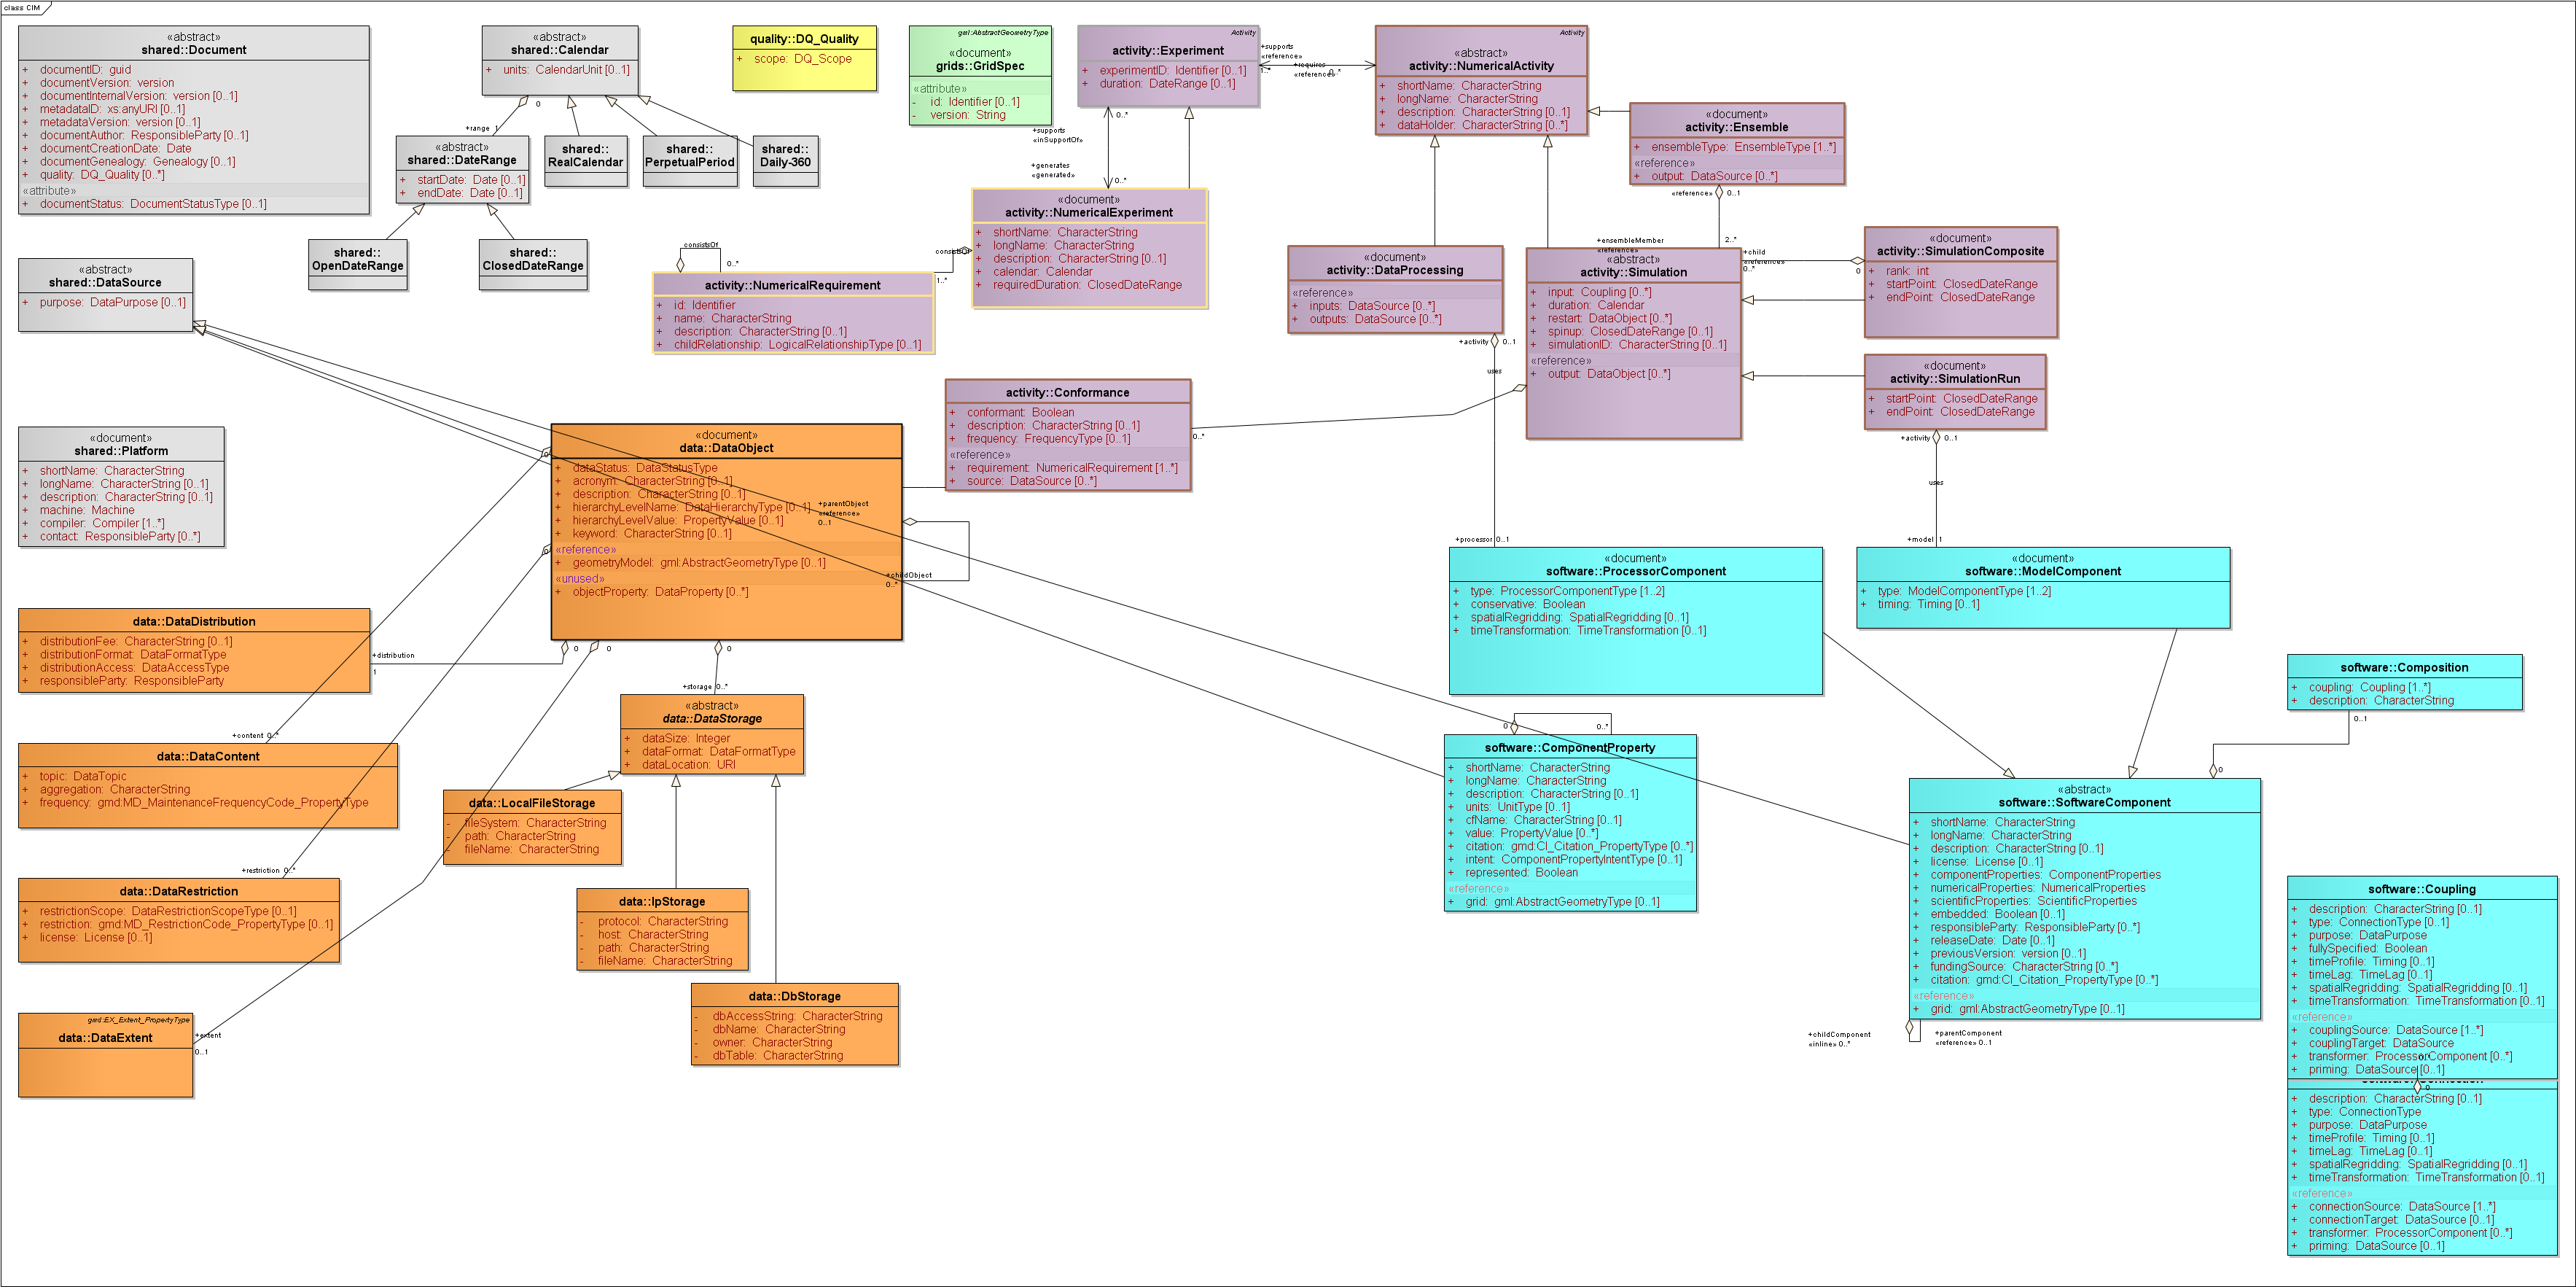 class CIM
«abstract»
shared::Document
+ documentID: guid
+ documentVersion: version
+ documentInternalVersion: version [0..1]
+ metadataID: xs:anyURI [0..1]
+ metadataVersion: version [0..1]
+ documentAuthor: ResponsibleParty [0..1]
+ documentCreationDate: Date
+ documentGenealogy: Genealogy [0..1]
+ quality: DQ_Quality [0..*]
«attribute»
+ documentStatus: DocumentStatusType [0..1]
«abstract»
shared::Calendar
+ units: CalendarUnit [0..1]
0
+range 1
«abstract»
shared::DateRange
+ startDate: Date [0..1]
+ endDate: Date [0..1]
shared::
RealCalendar
shared::
PerpetualPeriod
shared::
Daily-360
shared::
OpenDateRange
shared::
ClosedDateRange
quality::DQ_Quality
+ scope: DQ_Scope
gml:AbstractGeometryType
«document»
grids::GridSpec
«attribute»
- id: Identifier [0..1]
- version: String
Activity
activity::Experiment
+ experimentID: Identifier [0..1]
+ duration: DateRange [0..1]
+supports
«reference»
1..*
+requires
«reference»
0..*
0..*
+supports
«inSupportOf»
+generates
«generated»
0..*
Activity
«abstract»
activity::NumericalActivity
+ shortName: CharacterString
+ longName: CharacterString
+ description: CharacterString [0..1]
+ dataHolder: CharacterString [0..*]
«document»
activity::Ensemble
+ ensembleType: EnsembleType [1..*]
«reference»
+ output: DataSource [0..*]
«reference» 0..1
+ensembleMember
«reference»
2..*
«document»
activity::NumericalExperiment
+ shortName: CharacterString
+ longName: CharacterString
+ description: CharacterString [0..1]
+ calendar: Calendar
+ requiredDuration: ClosedDateRange
consistsOf
1..*
consistsOf
0..*
activity::NumericalRequirement
+ id: Identifier
+ name: CharacterString
+ description: CharacterString [0..1]
+ childRelationship: LogicalRelationshipType [0..1]
«document»
activity::DataProcessing
«reference»
+ inputs: DataSource [0..*]
+ outputs: DataSource [0..*]
+activity 0..1
uses
+processor 0..1
«abstract»
activity::Simulation
+ input: Coupling [0..*]
+ duration: Calendar
+ restart: DataObject [0..*]
+ spinup: ClosedDateRange [0..1]
+ simulationID: CharacterString [0..1]
«reference»
+ output: DataObject [0..*]
+child
«reference»
0..*
0
«document»
activity::SimulationComposite
+ rank: int
+ startPoint: ClosedDateRange
+ endPoint: ClosedDateRange
«document»
activity::SimulationRun
+ startPoint: ClosedDateRange
+ endPoint: ClosedDateRange
+activity 0..1
uses
+model 1
«abstract»
shared::DataSource
+ purpose: DataPurpose [0..1]
«document»
shared::Platform
+ shortName: CharacterString
+ longName: CharacterString [0..1]
+ description: CharacterString [0..1]
+ machine: Machine
+ compiler: Compiler [1..*]
+ contact: ResponsibleParty [0..*]
activity::Conformance
+ conformant: Boolean
+ description: CharacterString [0..1]
+ frequency: FrequencyType [0..1]
«reference»
+ requirement: NumericalRequirement [1..*]
+ source: DataSource [0..*]
0..*
«document»
data::DataObject
+ dataStatus: DataStatusType
+ acronym: CharacterString [0..1]
+ description: CharacterString [0..1]
+ hierarchyLevelName: DataHierarchyType [0..1]
+ hierarchyLevelValue: PropertyValue [0..1]
+ keyword: CharacterString [0..1]
«reference»
+ geometryModel: gml:AbstractGeometryType [0..1]
«unused»
+ objectProperty: DataProperty [0..*]
+parentObject
«reference»
0..1
+childObject
0..*
0
0
0
0
0
+distribution
1
+storage 0..*
+content 0..*
+restriction 0..*
+extent
0..1
data::DataDistribution
+ distributionFee: CharacterString [0..1]
+ distributionFormat: DataFormatType
+ distributionAccess: DataAccessType
+ responsibleParty: ResponsibleParty
data::DataContent
+ topic: DataTopic
+ aggregation: CharacterString
+ frequency: gmd:MD_MaintenanceFrequencyCode_PropertyType
data::DataRestriction
+ restrictionScope: DataRestrictionScopeType [0..1]
+ restriction: gmd:MD_RestrictionCode_PropertyType [0..1]
+ license: License [0..1]
gmd:EX_Extent_PropertyType
data::DataExtent
«abstract»
data::DataStorage
+ dataSize: Integer
+ dataFormat: DataFormatType
+ dataLocation: URI
data::LocalFileStorage
- fileSystem: CharacterString
- path: CharacterString
- fileName: CharacterString
data::IpStorage
- protocol: CharacterString
- host: CharacterString
- path: CharacterString
- fileName: CharacterString
data::DbStorage
- dbAccessString: CharacterString
- dbName: CharacterString
- owner: CharacterString
- dbTable: CharacterString
«document»
software::ProcessorComponent
+ type: ProcessorComponentType [1..2]
+ conservative: Boolean
+ spatialRegridding: SpatialRegridding [0..1]
+ timeTransformation: TimeTransformation [0..1]
«document»
software::ModelComponent
+ type: ModelComponentType [1..2]
+ timing: Timing [0..1]
0
0..*
software::ComponentProperty
+ shortName: CharacterString
+ longName: CharacterString
+ description: CharacterString [0..1]
+ units: UnitType [0..1]
+ cfName: CharacterString [0..1]
+ value: PropertyValue [0..*]
+ citation: gmd:CI_Citation_PropertyType [0..*]
+ intent: ComponentPropertyIntentType [0..1]
+ represented: Boolean
«reference»
+ grid: gml:AbstractGeometryType [0..1]
software::Composition
+ coupling: Coupling [1..*]
+ description: CharacterString
0..1
0
«abstract»
software::SoftwareComponent
+ shortName: CharacterString
+ longName: CharacterString
+ description: CharacterString [0..1]
+ license: License [0..1]
+ componentProperties: ComponentProperties
+ numericalProperties: NumericalProperties
+ scientificProperties: ScientificProperties
+ embedded: Boolean [0..1]
+ responsibleParty: ResponsibleParty [0..*]
+ releaseDate: Date [0..1]
+ previousVersion: version [0..1]
+ fundingSource: CharacterString [0..*]
+ citation: gmd:CI_Citation_PropertyType [0..*]
«reference»
+ grid: gml:AbstractGeometryType [0..1]
+childComponent
«inline» 0..*
+parentComponent
«reference» 0..1
software::Coupling
+ description: CharacterString [0..1]
+ type: ConnectionType [0..1]
+ purpose: DataPurpose
+ fullySpecified: Boolean
+ timeProfile: Timing [0..1]
+ timeLag: TimeLag [0..1]
+ spatialRegridding: SpatialRegridding [0..1]
+ timeTransformation: TimeTransformation [0..1]
«reference»
+ couplingSource: DataSource [1..*]
+ couplingTarget: DataSource
+ transformer: ProcessorComponent [0..*]
+ priming: DataSource [0..1]
0
+ description: CharacterString [0..1]
+ type: ConnectionType
+ purpose: DataPurpose
+ timeProfile: Timing [0..1]
+ timeLag: TimeLag [0..1]
+ spatialRegridding: SpatialRegridding [0..1]
+ timeTransformation: TimeTransformation [0..1]
«reference»
+ connectionSource: DataSource [1..*]
+ connectionTarget: DataSource [0..1]
+ transformer: ProcessorComponent [0..*]
+ priming: DataSource [0..1]